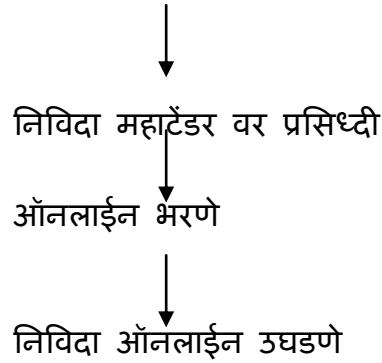 निविदा महाटेंडर वर प्रसिध्दी
ऑनलाईन भरणे
निविदा ऑनलाईन उघडणे